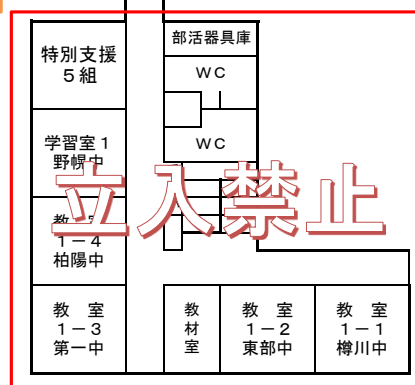 特別支援
５組
部活器具庫
ＷＣ
ＷＣ
学習室１
野幌中
立入禁止
教　室
１－４
柏陽中
教　室
１－３
第一中
教
材
室
教　室
１－２
東部中
教　室
１－１
樽川中